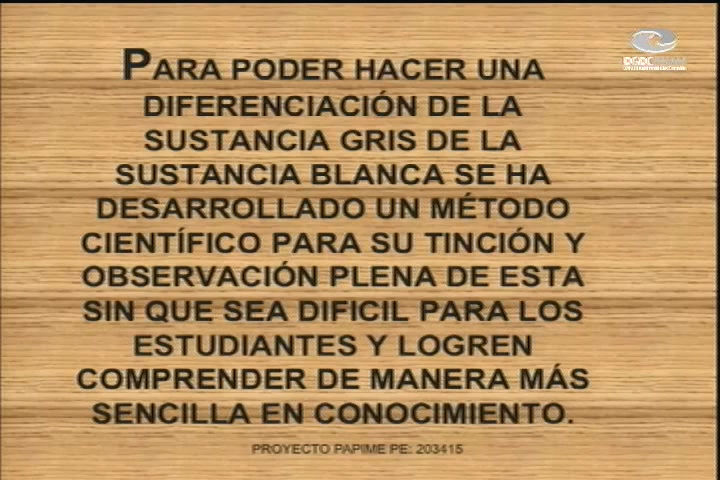 PARA PODER HACER UNA
DIFERENCIACIÓN DE LA
SUSTANCIA GRIS DE LA
SUSTANCIA BLANCA SE HA
DESARROLLADO UN MÉTODO
CIENTÍFICO PARA SU TINCIÓN Y
OBSERVACIÓN PLENA DE ESTA
SIN QUE SEA DIFICIL PARA LOS
ESTUDIANTES Y LOGREN
COMPRENDER DE MANERA MÁS
SENCILLA EN CONOCIMIENTO.
PROYECTO PAPIME PE: 203415